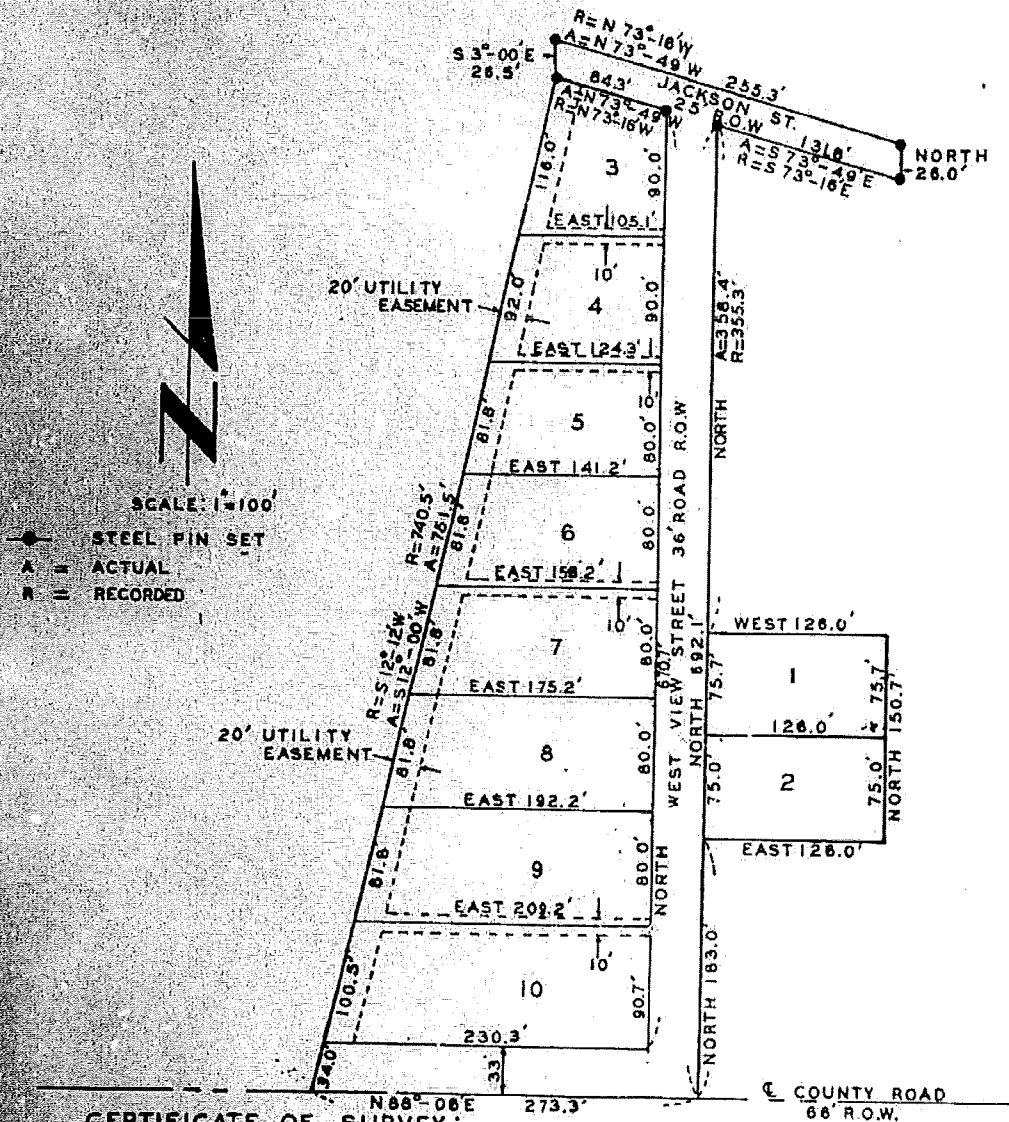 R=N 73°-16'W
A=N 73°-49'W
255.3'
S 3°-00'E
26.5'
84.3'
A=N 73°-49'W
R=N 73°-16'W
JACKSON ST.
25'
R.O.W
131.6'
A=S 73°-49'E
R=S 73°-16'E
NORTH
26.0'
116.0'
3
90.0'
EAST 105.1'
20' UTILITY
EASEMENT
92.0'
10'
4
90.0'
EAST 124.3'
A=358.4'
R=355.3'
NORTH
81.8'
5
10'
80.0'
EAST 141.2'
SCALE: 1"=100'
STEEL PIN SET
A = ACTUAL
R = RECORDED
R=740.5'
A=751.5'
81.8'
6
80.0'
EAST 158.2'
WEST VIEW STREET 36' ROAD R.O.W
R=S 12°-12'W
A=S 12°-00'W
81.8'
7
10'
80.0'
670.7'
NORTH 692.1'
EAST 175.2'
WEST 126.0'
75.7'
1
75.7'
126.0'
NORTH 150.7'
20' UTILITY
EASEMENT
81.8'
8
80.0'
EAST 192.2'
75.0'
2
75.0'
EAST 126.0'
81.8'
9
80.0'
NORTH
EAST 209.2'
10'
100.5'
10
90.7'
230.3'
NORTH 183.0'
34.0'
33
N 88°-06'E 273.3'
℄ COUNTY ROAD
66' R.O.W.
CERTIFICATE OF SURVEY: